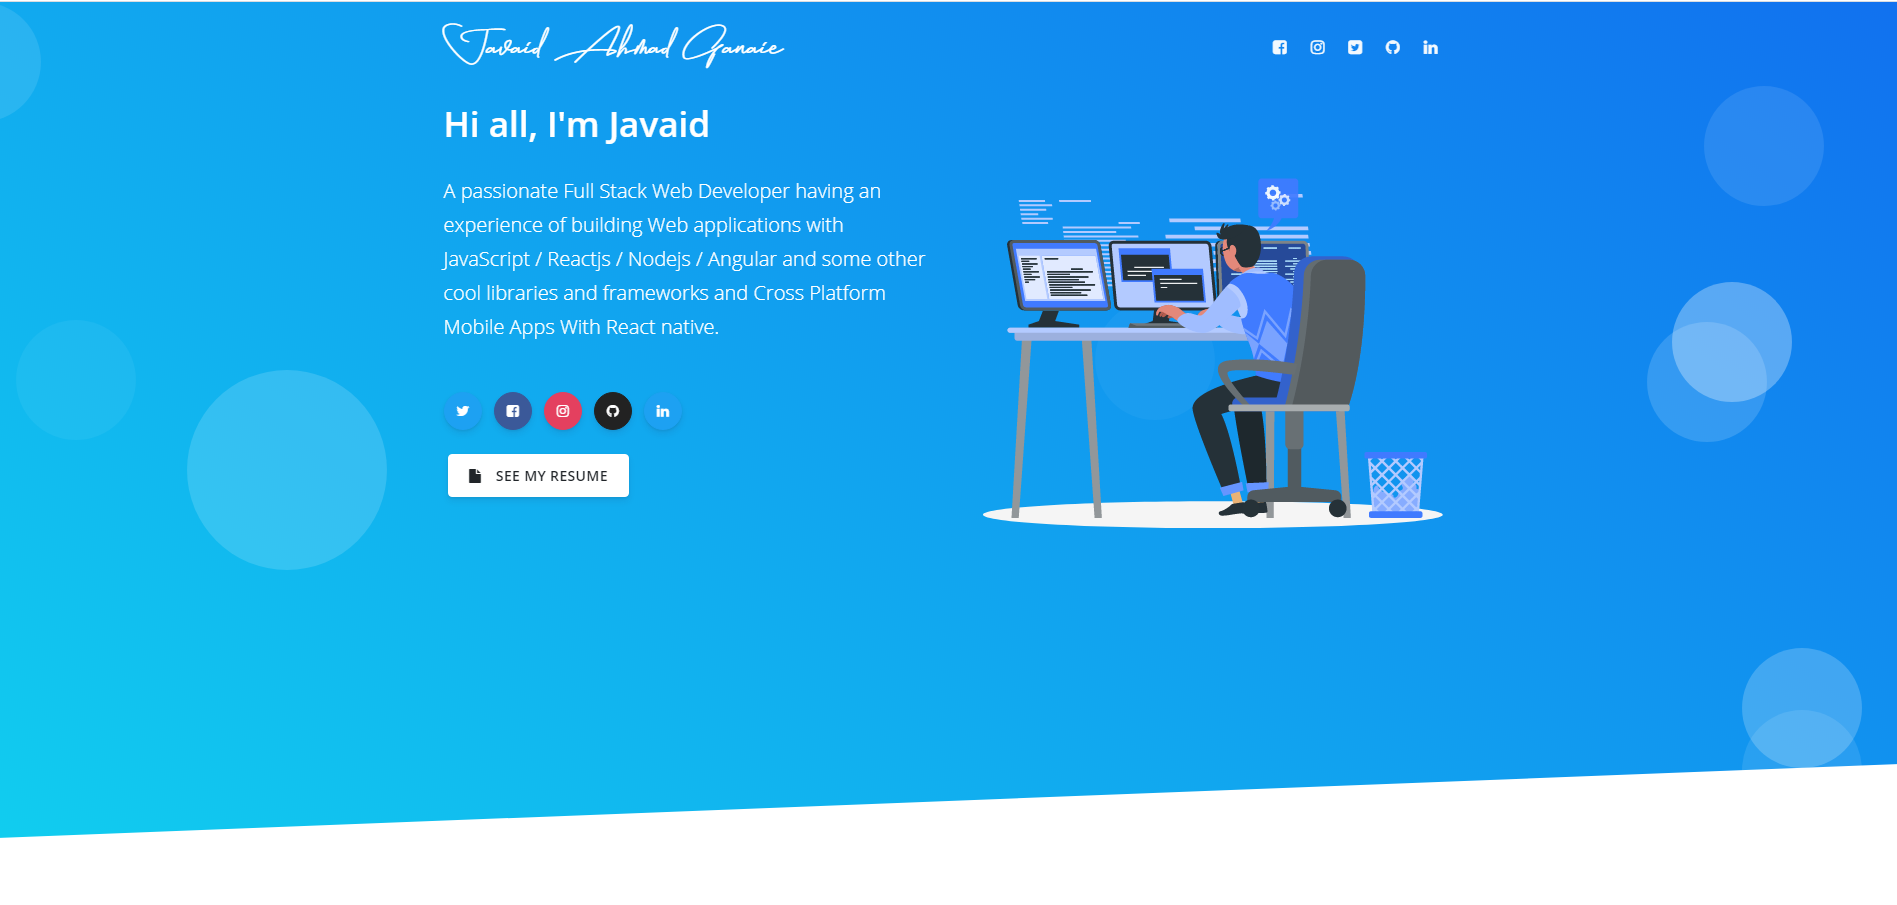 Javaid Ahmad Ganaie
Hi all, I'm Javaid
A passionate Full Stack Web Developer having an
experience of building Web applications with
JavaScript / Reactjs / Nodejs / Angular and some other
cool libraries and frameworks and Cross Platform
Mobile Apps With React native.
SEE MY RESUME